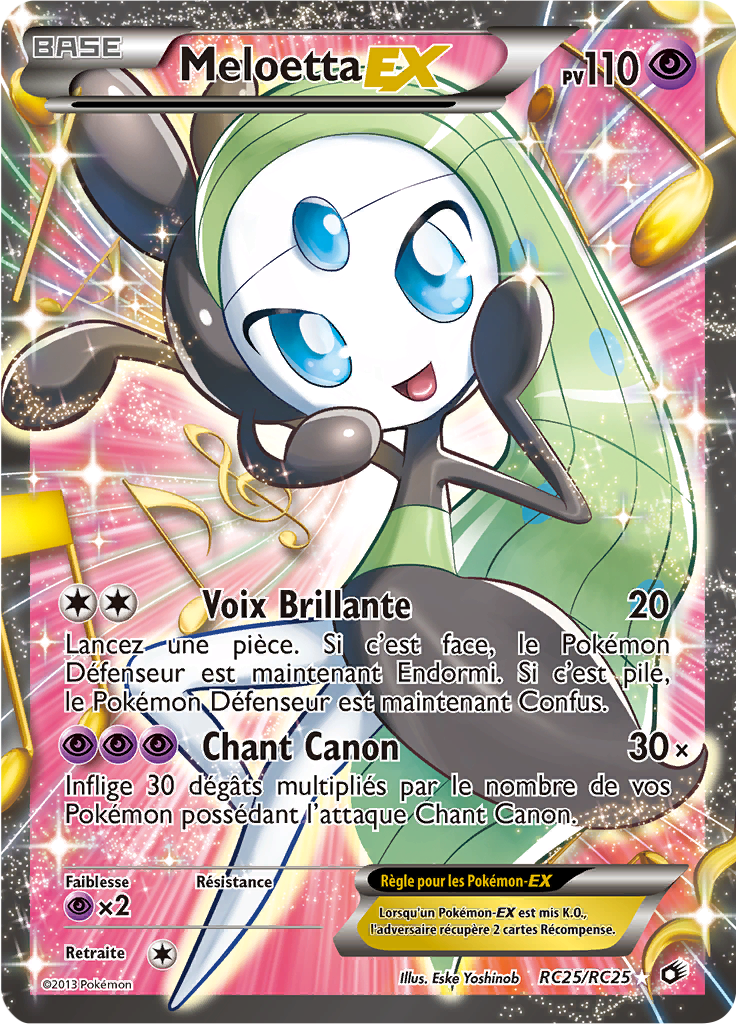 BASE Meloetta EX PV110
Voix Brillante 20
Lancez une pièce. Si c'est face, le Pokémon
Défenseur est maintenant Endormi. Si c'est pile,
le Pokémon Défenseur est maintenant Confus.
Chant Canon 30×
Inflige 30 dégâts multipliés par le nombre de vos
Pokémon possédant l'attaque Chant Canon.
Faiblesse Résistance
×2
Retraite
Règle pour les Pokémon-EX
Lorsqu'un Pokémon-EX est mis K.O.,
l'adversaire récupère 2 cartes Récompense.
©2013 Pokémon Illus. Eske Yoshinob RC25/RC25